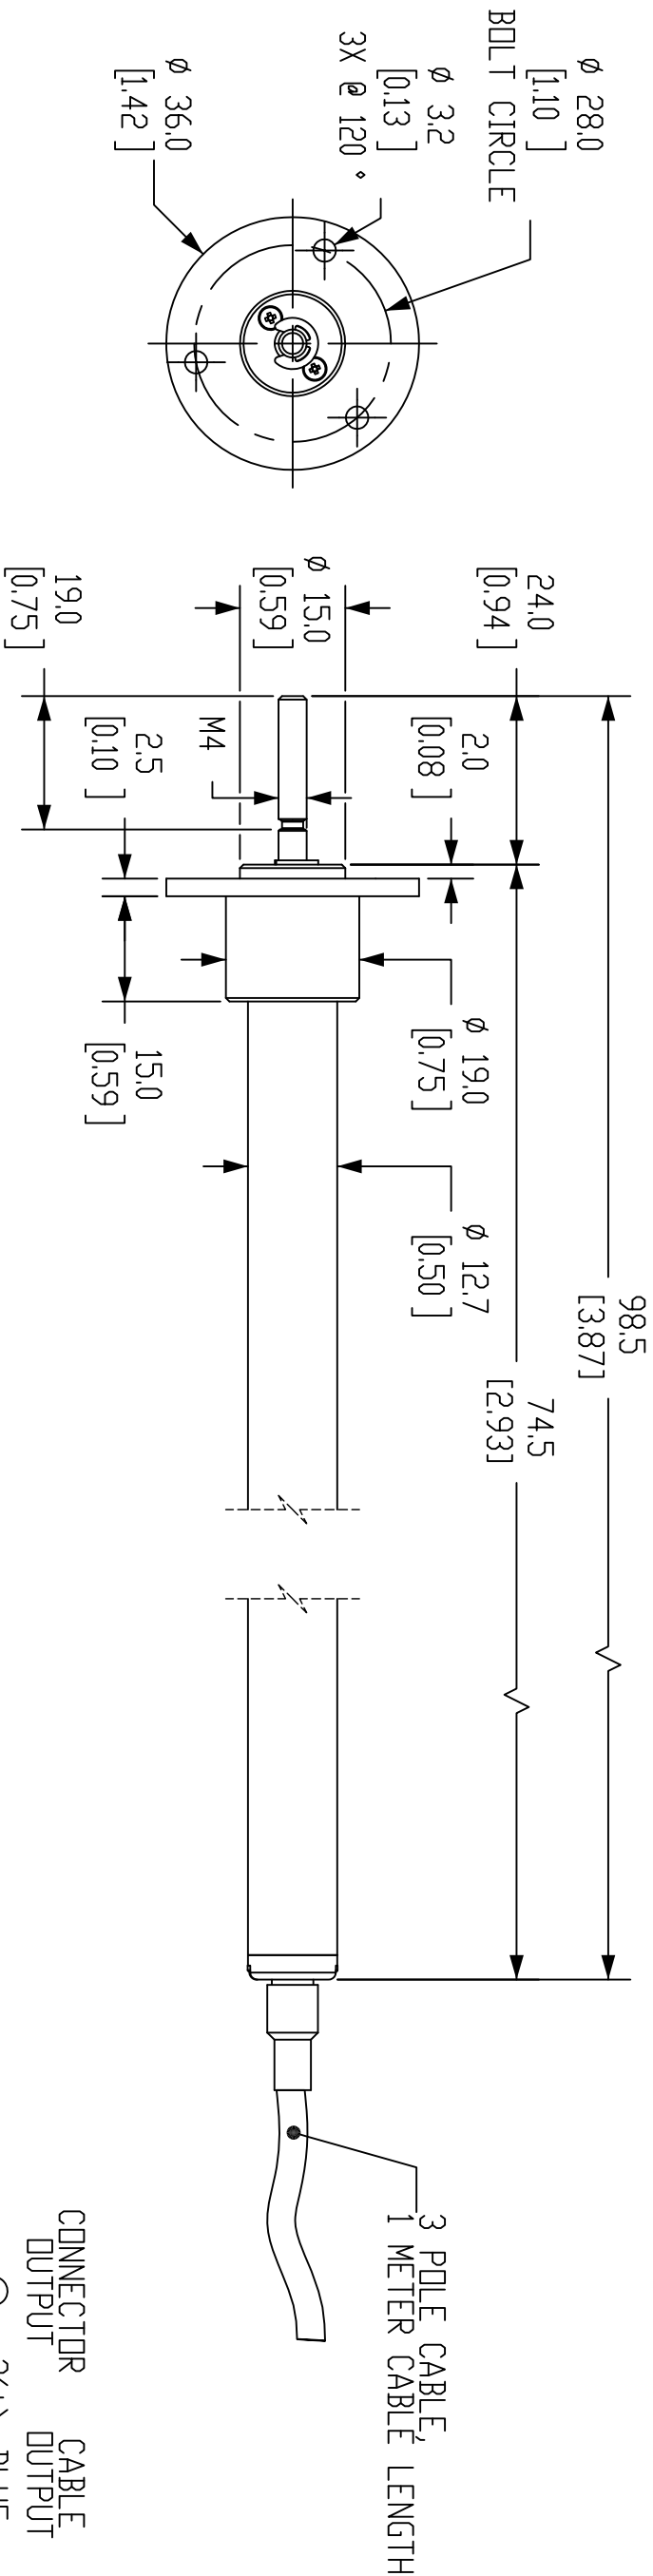 ø 28.0
[1.10 ]
BOLT CIRCLE
ø 3.2
[0.13 ]
3X @ 120 °
ø 36.0
[1.42 ]
98.5
[3.87]
74.5
[2.93]
24.0
[0.94 ]
2.0
[0.08 ]
ø 19.0
[0.75 ]
ø 12.7
[0.50 ]
ø 15.0
[0.59 ]
M4
2.5
[0.10 ]
15.0
[0.59 ]
19.0
[0.75 ]
3 POLE CABLE,
1 METER CABLE LENGTH
CONNECTOR CABLE
OUTPUT OUTPUT
BLUE